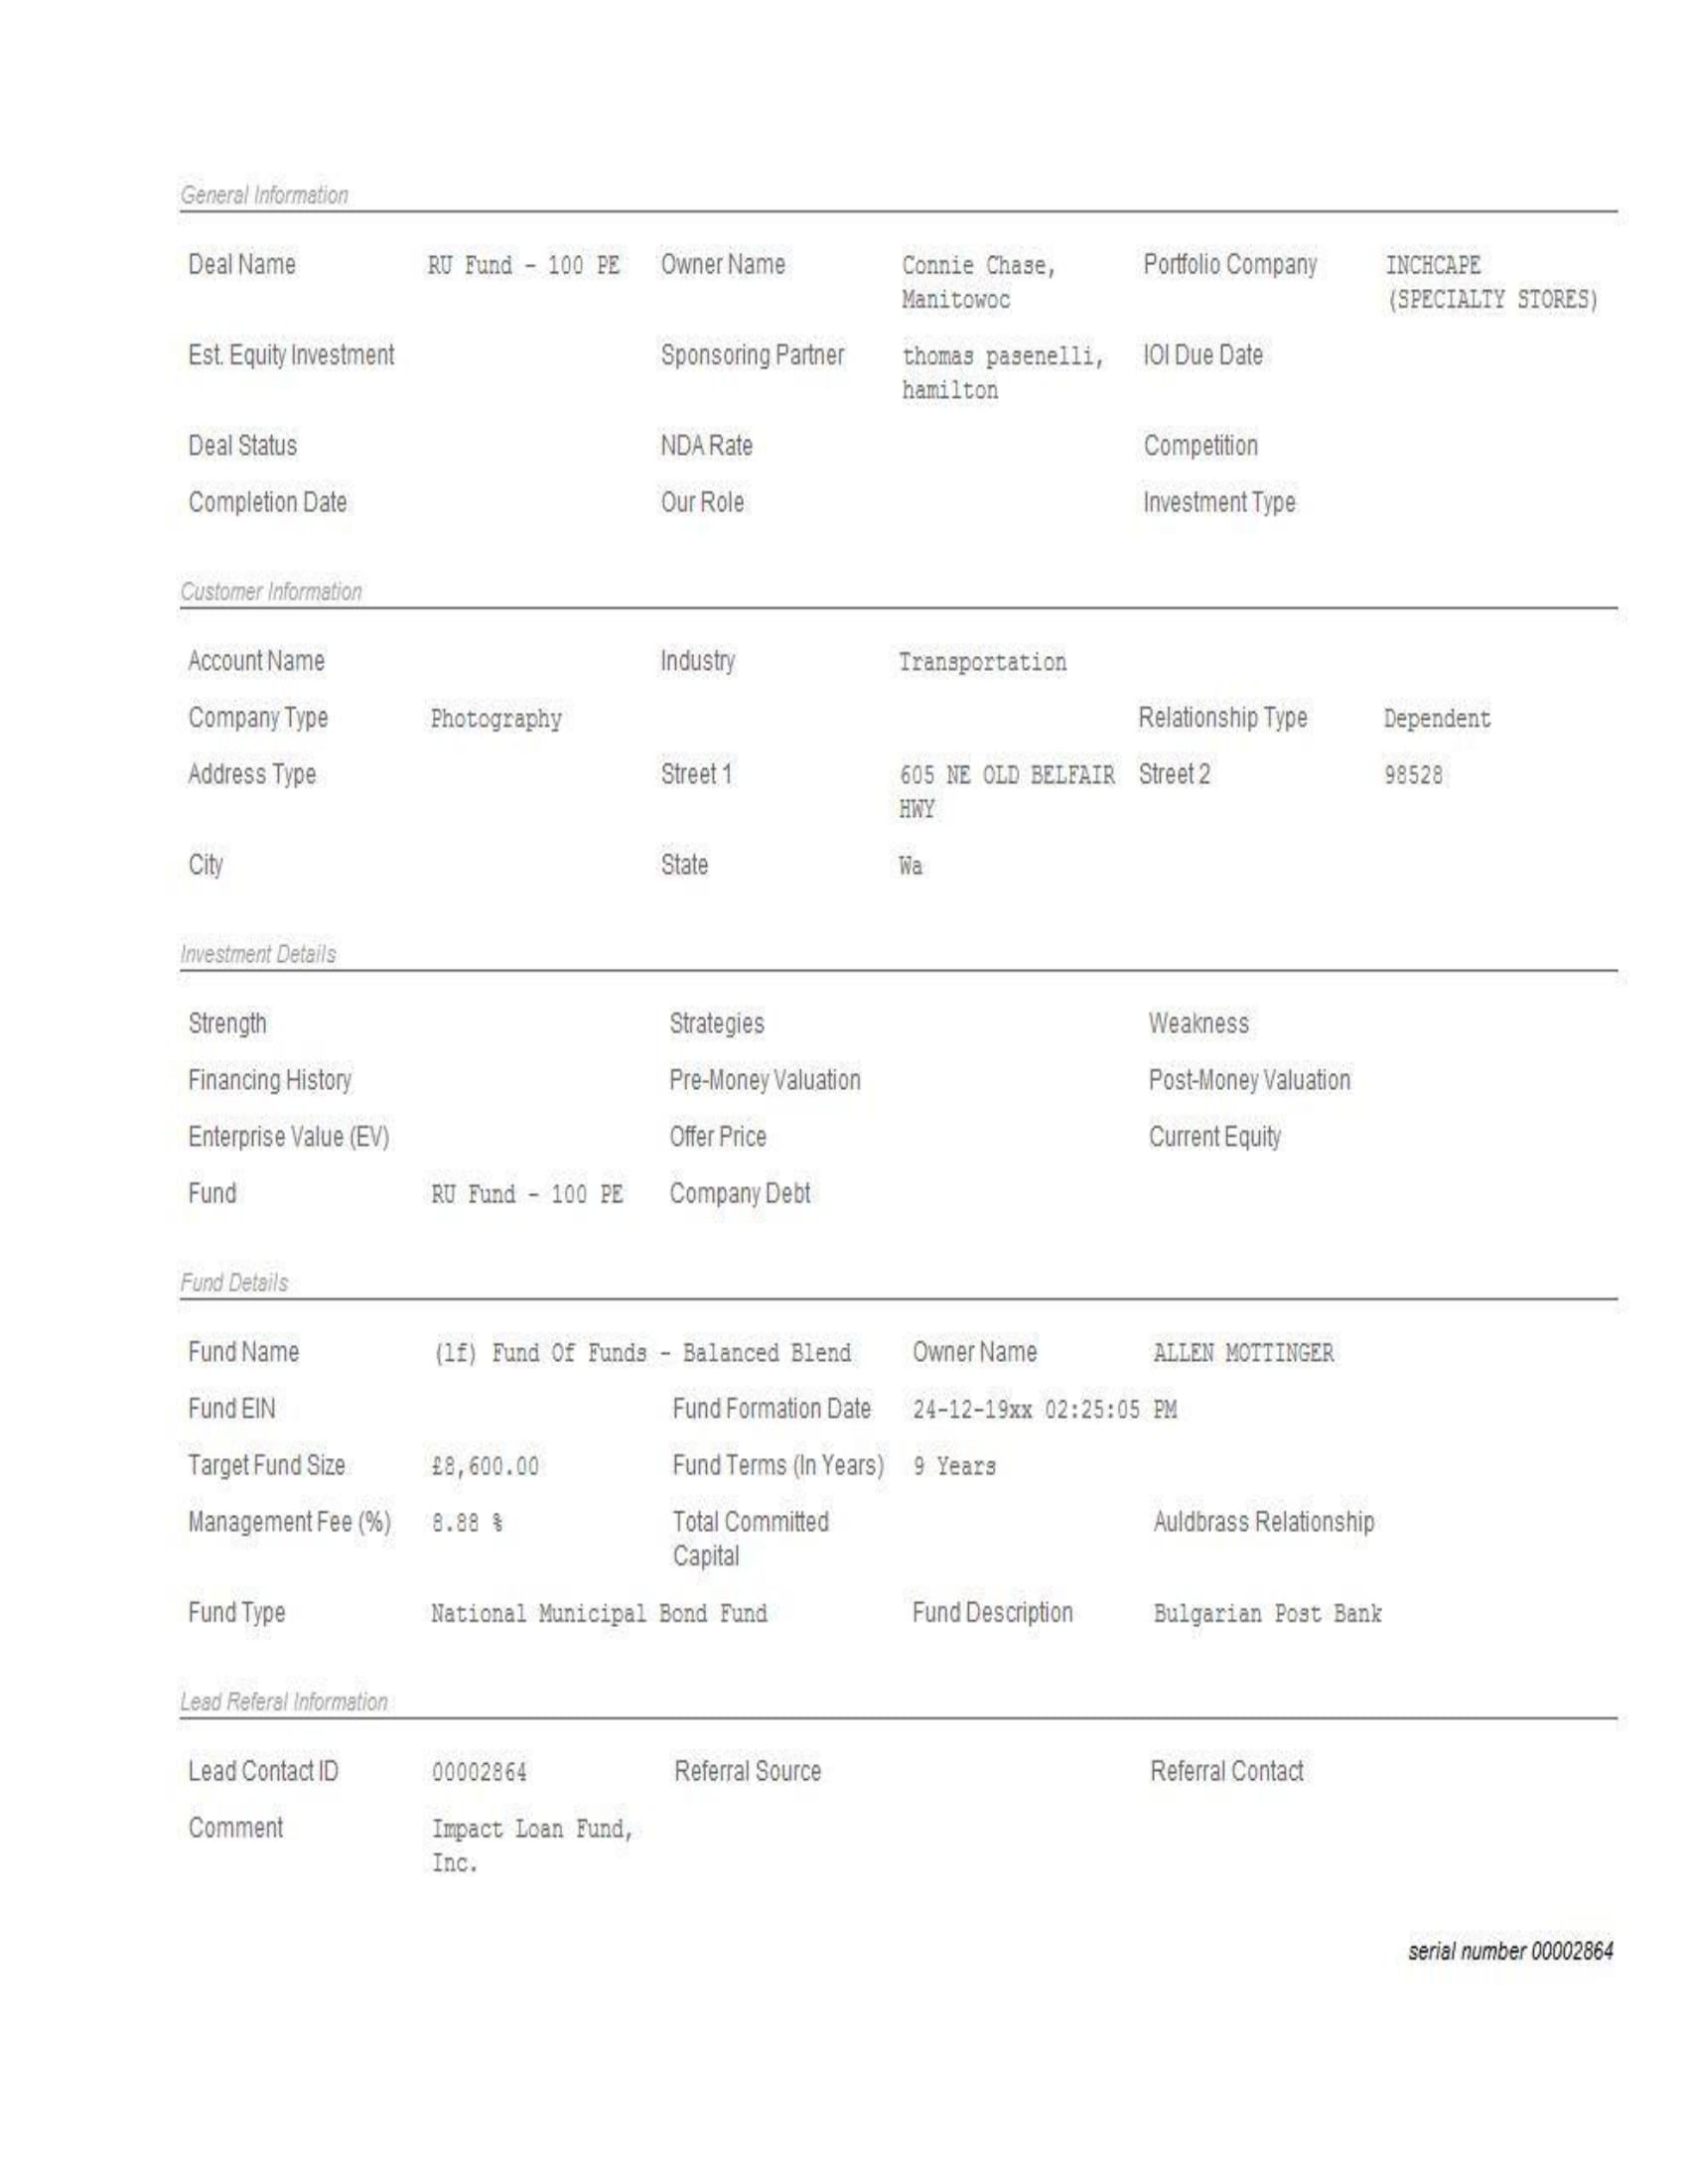 General Information
Deal Name RU Fund - 100 PE Owner Name Connie Chase, Portfolio Company INCHCAPE
Manitowoc (SPECIALTY STORES)
Est. Equity Investment Sponsoring Partner thomas pasenelli, IOI Due Date
hamilton
Deal Status NDA Rate Competition
Completion Date Our Role Investment Type
Customer Information
Account Name Industry Transportation
Company Type Photography Relationship Type Dependent
Address Type Street 1 605 NE OLD BELFAIR Street 2 98528
HWY
City State Wa
Investment Details
Strength Strategies Weakness
Financing History Pre-Money Valuation Post-Money Valuation
Enterprise Value (EV) Offer Price Current Equity
Fund RU Fund - 100 PE Company Debt
Fund Details
Fund Name (lf) Fund Of Funds - Balanced Blend Owner Name ALLEN MOTTINGER
Fund EIN Fund Formation Date 24-12-19xx 02:25:05 PM
Target Fund Size £8,600.00 Fund Terms (In Years) 9 Years
Management Fee (%) 8.88 % Total Committed Auldbrass Relationship
Capital
Fund Type National Municipal Bond Fund Fund Description Bulgarian Post Bank
Lead Referal Information
Lead Contact ID 00002864 Referral Source Referral Contact
Comment Impact Loan Fund,
Inc.
serial number 00002864